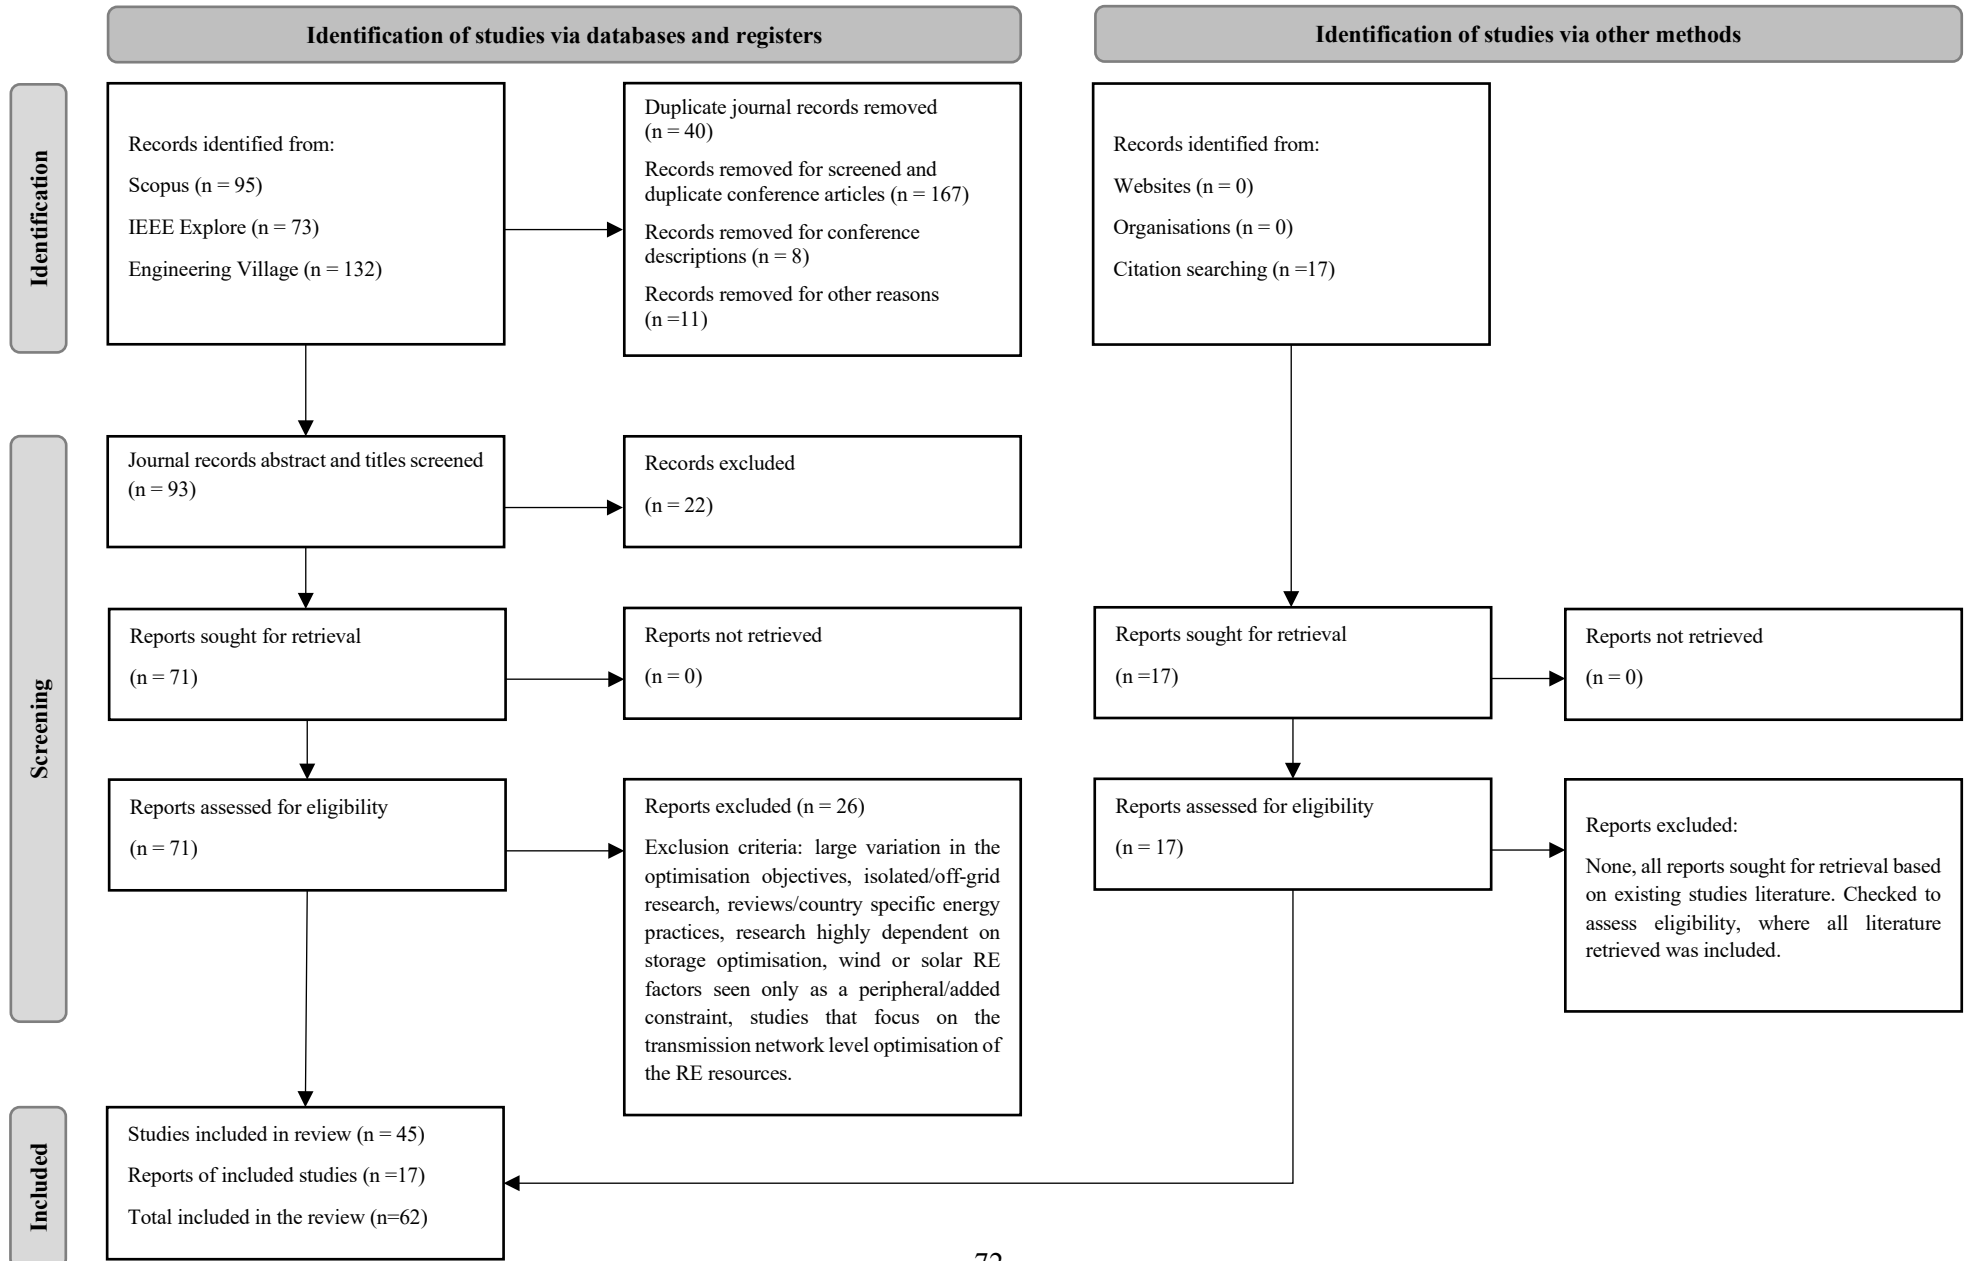 Identification of studies via databases and registers
Identification of studies via other methods
Identification
Records identified from:
Scopus (n = 95)
IEEE Explore (n = 73)
Engineering Village (n = 132)
Duplicate journal records removed
(n = 40)
Records removed for screened and
duplicate conference articles (n = 167)
Records removed for conference
descriptions (n = 8)
Records removed for other reasons
(n =11)
Records identified from:
Websites (n = 0)
Organisations (n = 0)
Citation searching (n =17)
Screening
Journal records abstract and titles screened
(n = 93)
Records excluded
(n = 22)
Reports sought for retrieval
(n = 71)
Reports not retrieved
(n = 0)
Reports sought for retrieval
(n =17)
Reports not retrieved
(n = 0)
Reports assessed for eligibility
(n = 71)
Reports excluded (n = 26)
Exclusion criteria: large variation in the
optimisation objectives, isolated/off-grid
research, reviews/country specific energy
practices, research highly dependent on
storage optimisation, wind or solar RE
factors seen only as a peripheral/added
constraint, studies that focus on the
transmission network level optimisation of
the RE resources.
Reports assessed for eligibility
(n = 17)
Reports excluded:
None, all reports sought for retrieval based
on existing studies literature. Checked to
assess eligibility, where all literature
retrieved was included.
Included
Studies included in review (n = 45)
Reports of included studies (n =17)
Total included in the review (n=62)